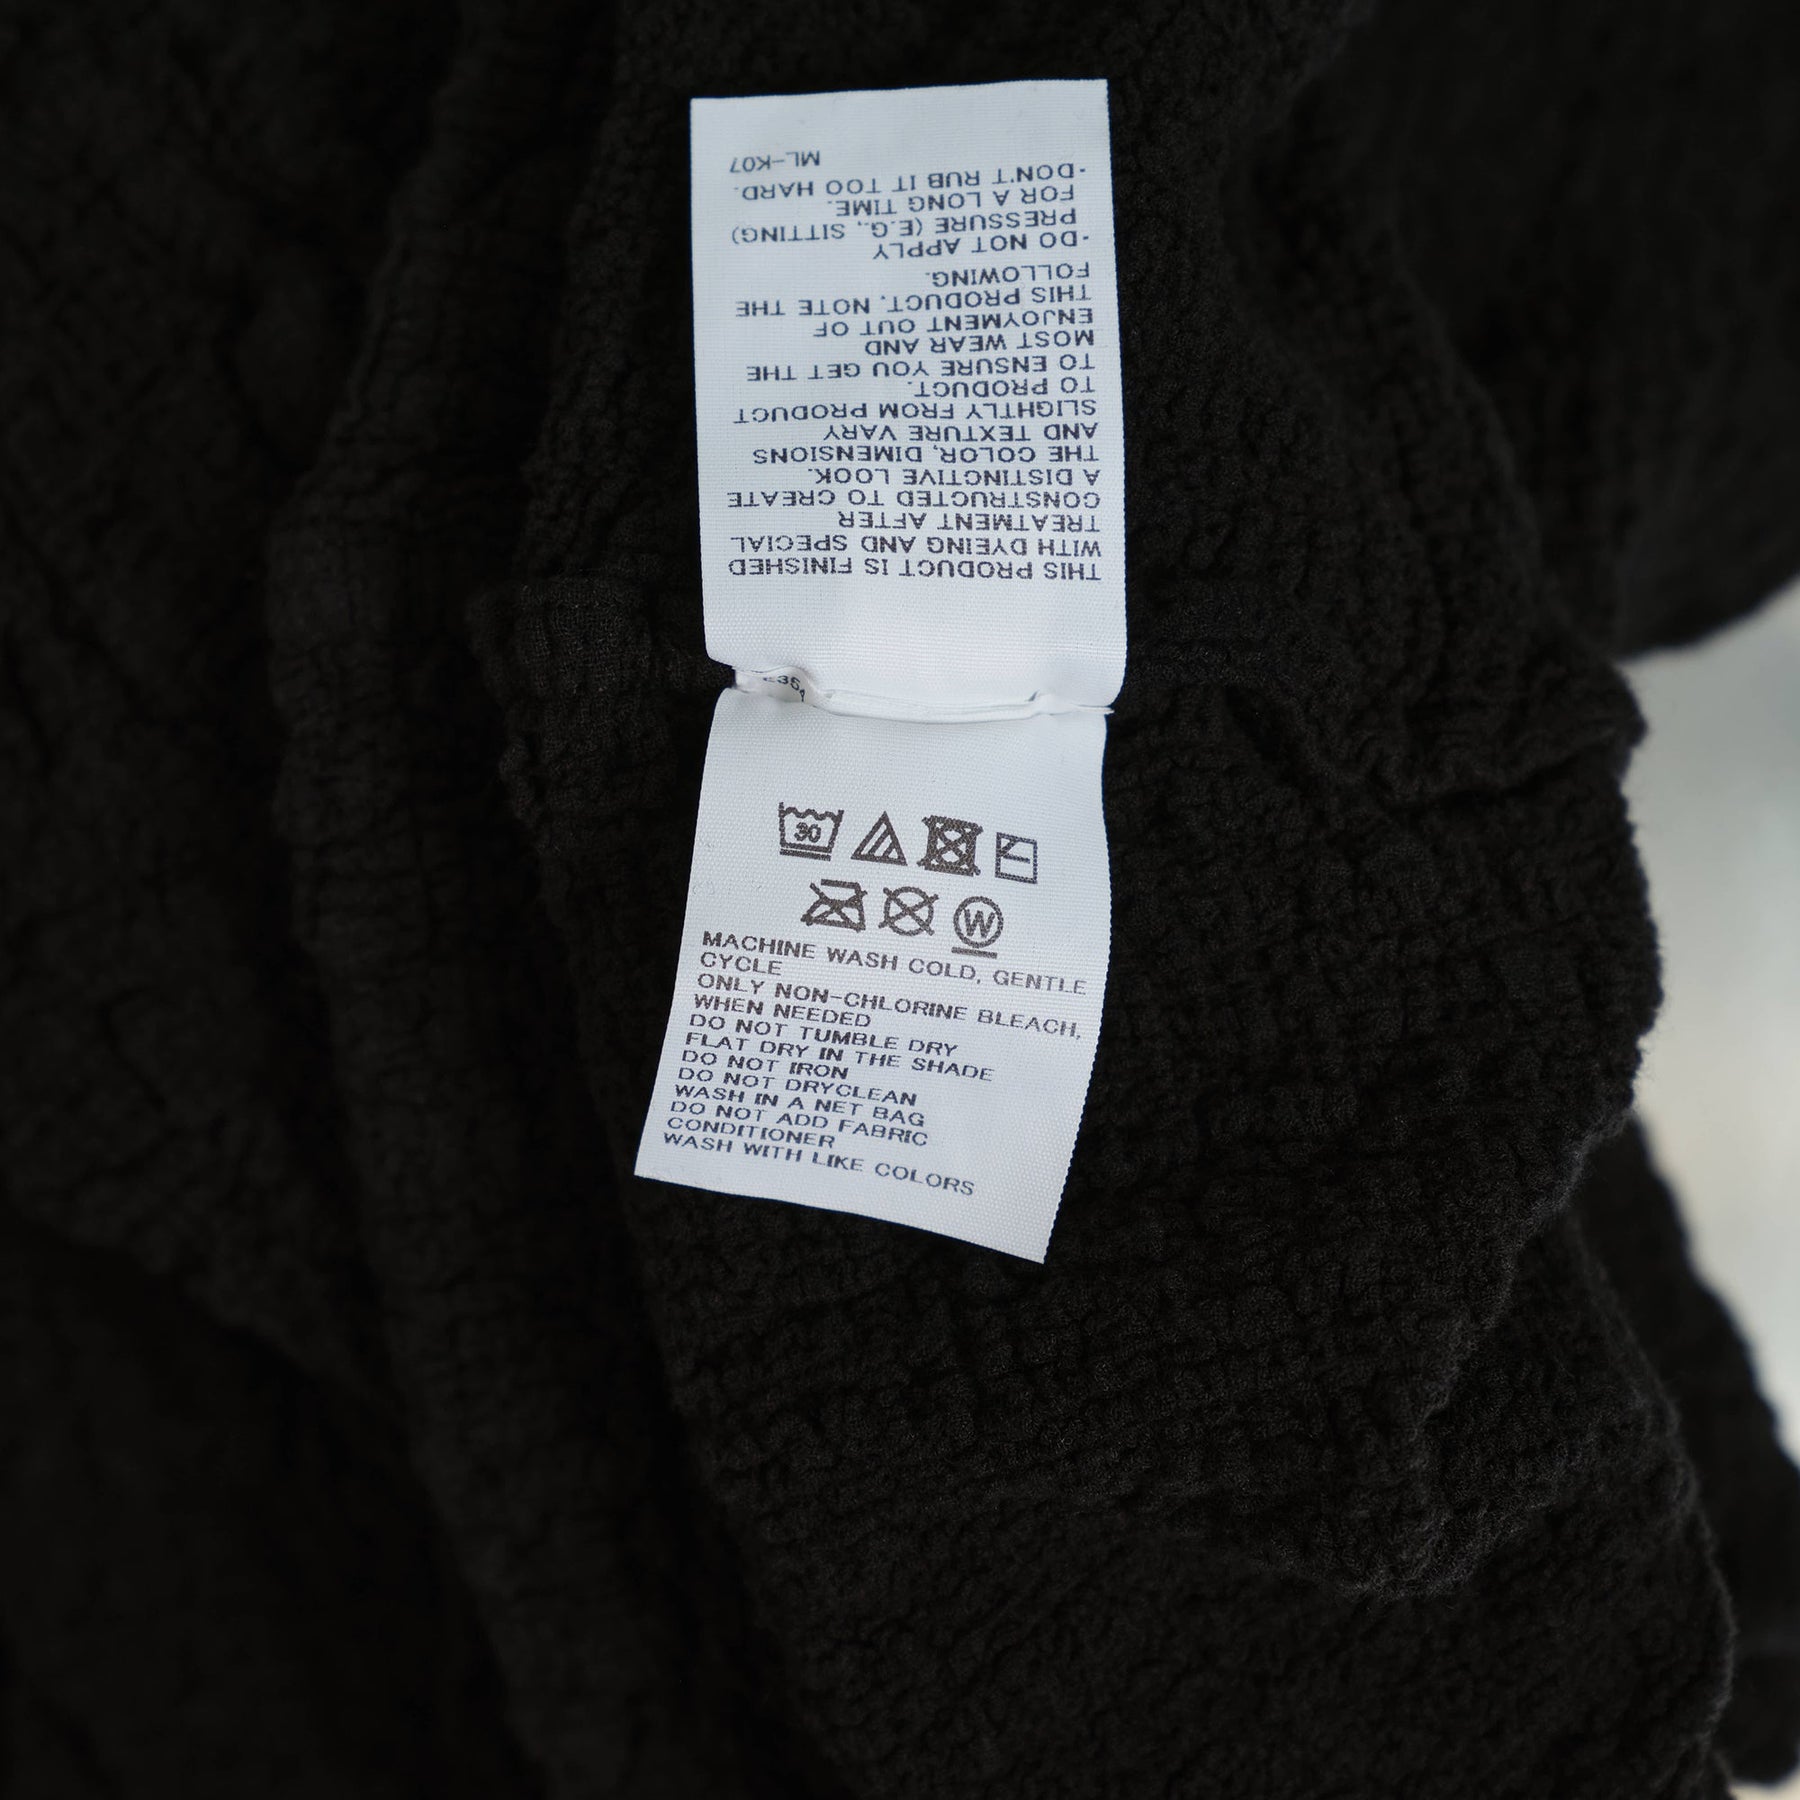 THIS PRODUCT IS FINISHED
WITH DYEING AND SPECIAL
TREATMENT AFTER
CONSTRUCTED TO CREATE
A DISTINCTIVE LOOK.
THE COLOR, DIMENSIONS
AND TEXTURE VARY
SLIGHTLY FROM PRODUCT
TO PRODUCT.
TO ENSURE YOU GET THE
MOST WEAR AND
ENJOYMENT OUT OF
THIS PRODUCT, NOTE THE
FOLLOWING.
·DO NOT APPLY
PRESSURE (E.G., SITTING)
FOR A LONG TIME.
·DON'T RUB IT TOO HARD.
ML-K07
30
W
MACHINE WASH COLD, GENTLE
CYCLE
ONLY NON-CHLORINE BLEACH,
WHEN NEEDED
DO NOT TUMBLE DRY
FLAT DRY IN THE SHADE
DO NOT IRON
DO NOT DRYCLEAN
WASH IN A NET BAG
DO NOT ADD FABRIC
CONDITIONER
WASH WITH LIKE COLORS